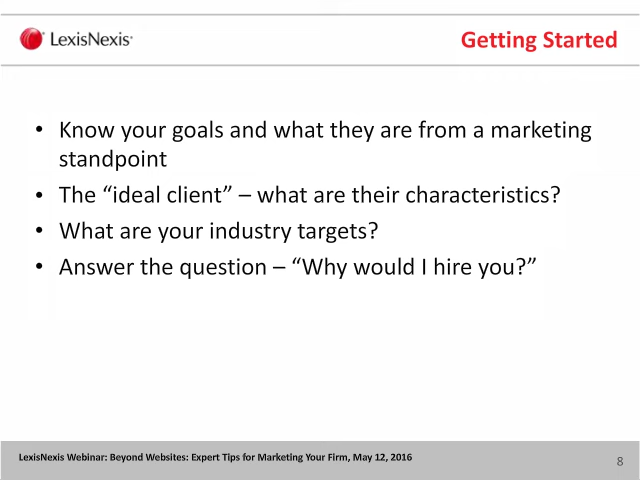 LexisNexis®
Getting Started
• Know your goals and what they are from a marketing
standpoint
• The “ideal client” – what are their characteristics?
• What are your industry targets?
• Answer the question – “Why would I hire you?”
LexisNexis Webinar: Beyond Websites: Expert Tips for Marketing Your Firm, May 12, 2016
8